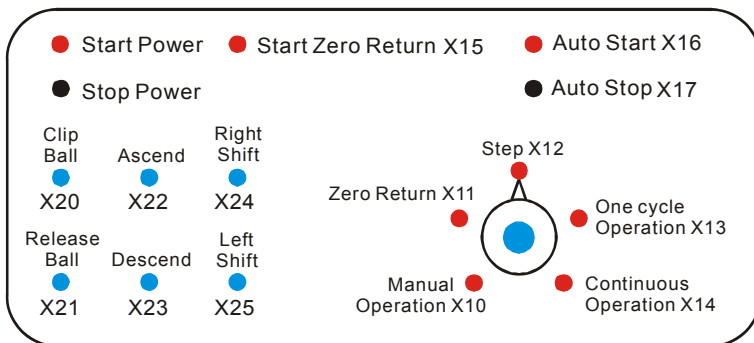 Start Power
Start Zero Return X15
Auto Start X16
Stop Power
Auto Stop X17
Clip
Ball
X20
Ascend
X22
Right
Shift
X24
Release
Ball
X21
Descend
X23
Left
Shift
X25
Step X12
Zero Return X11
One cycle
Operation X13
Manual
Operation X10
Continuous
Operation X14